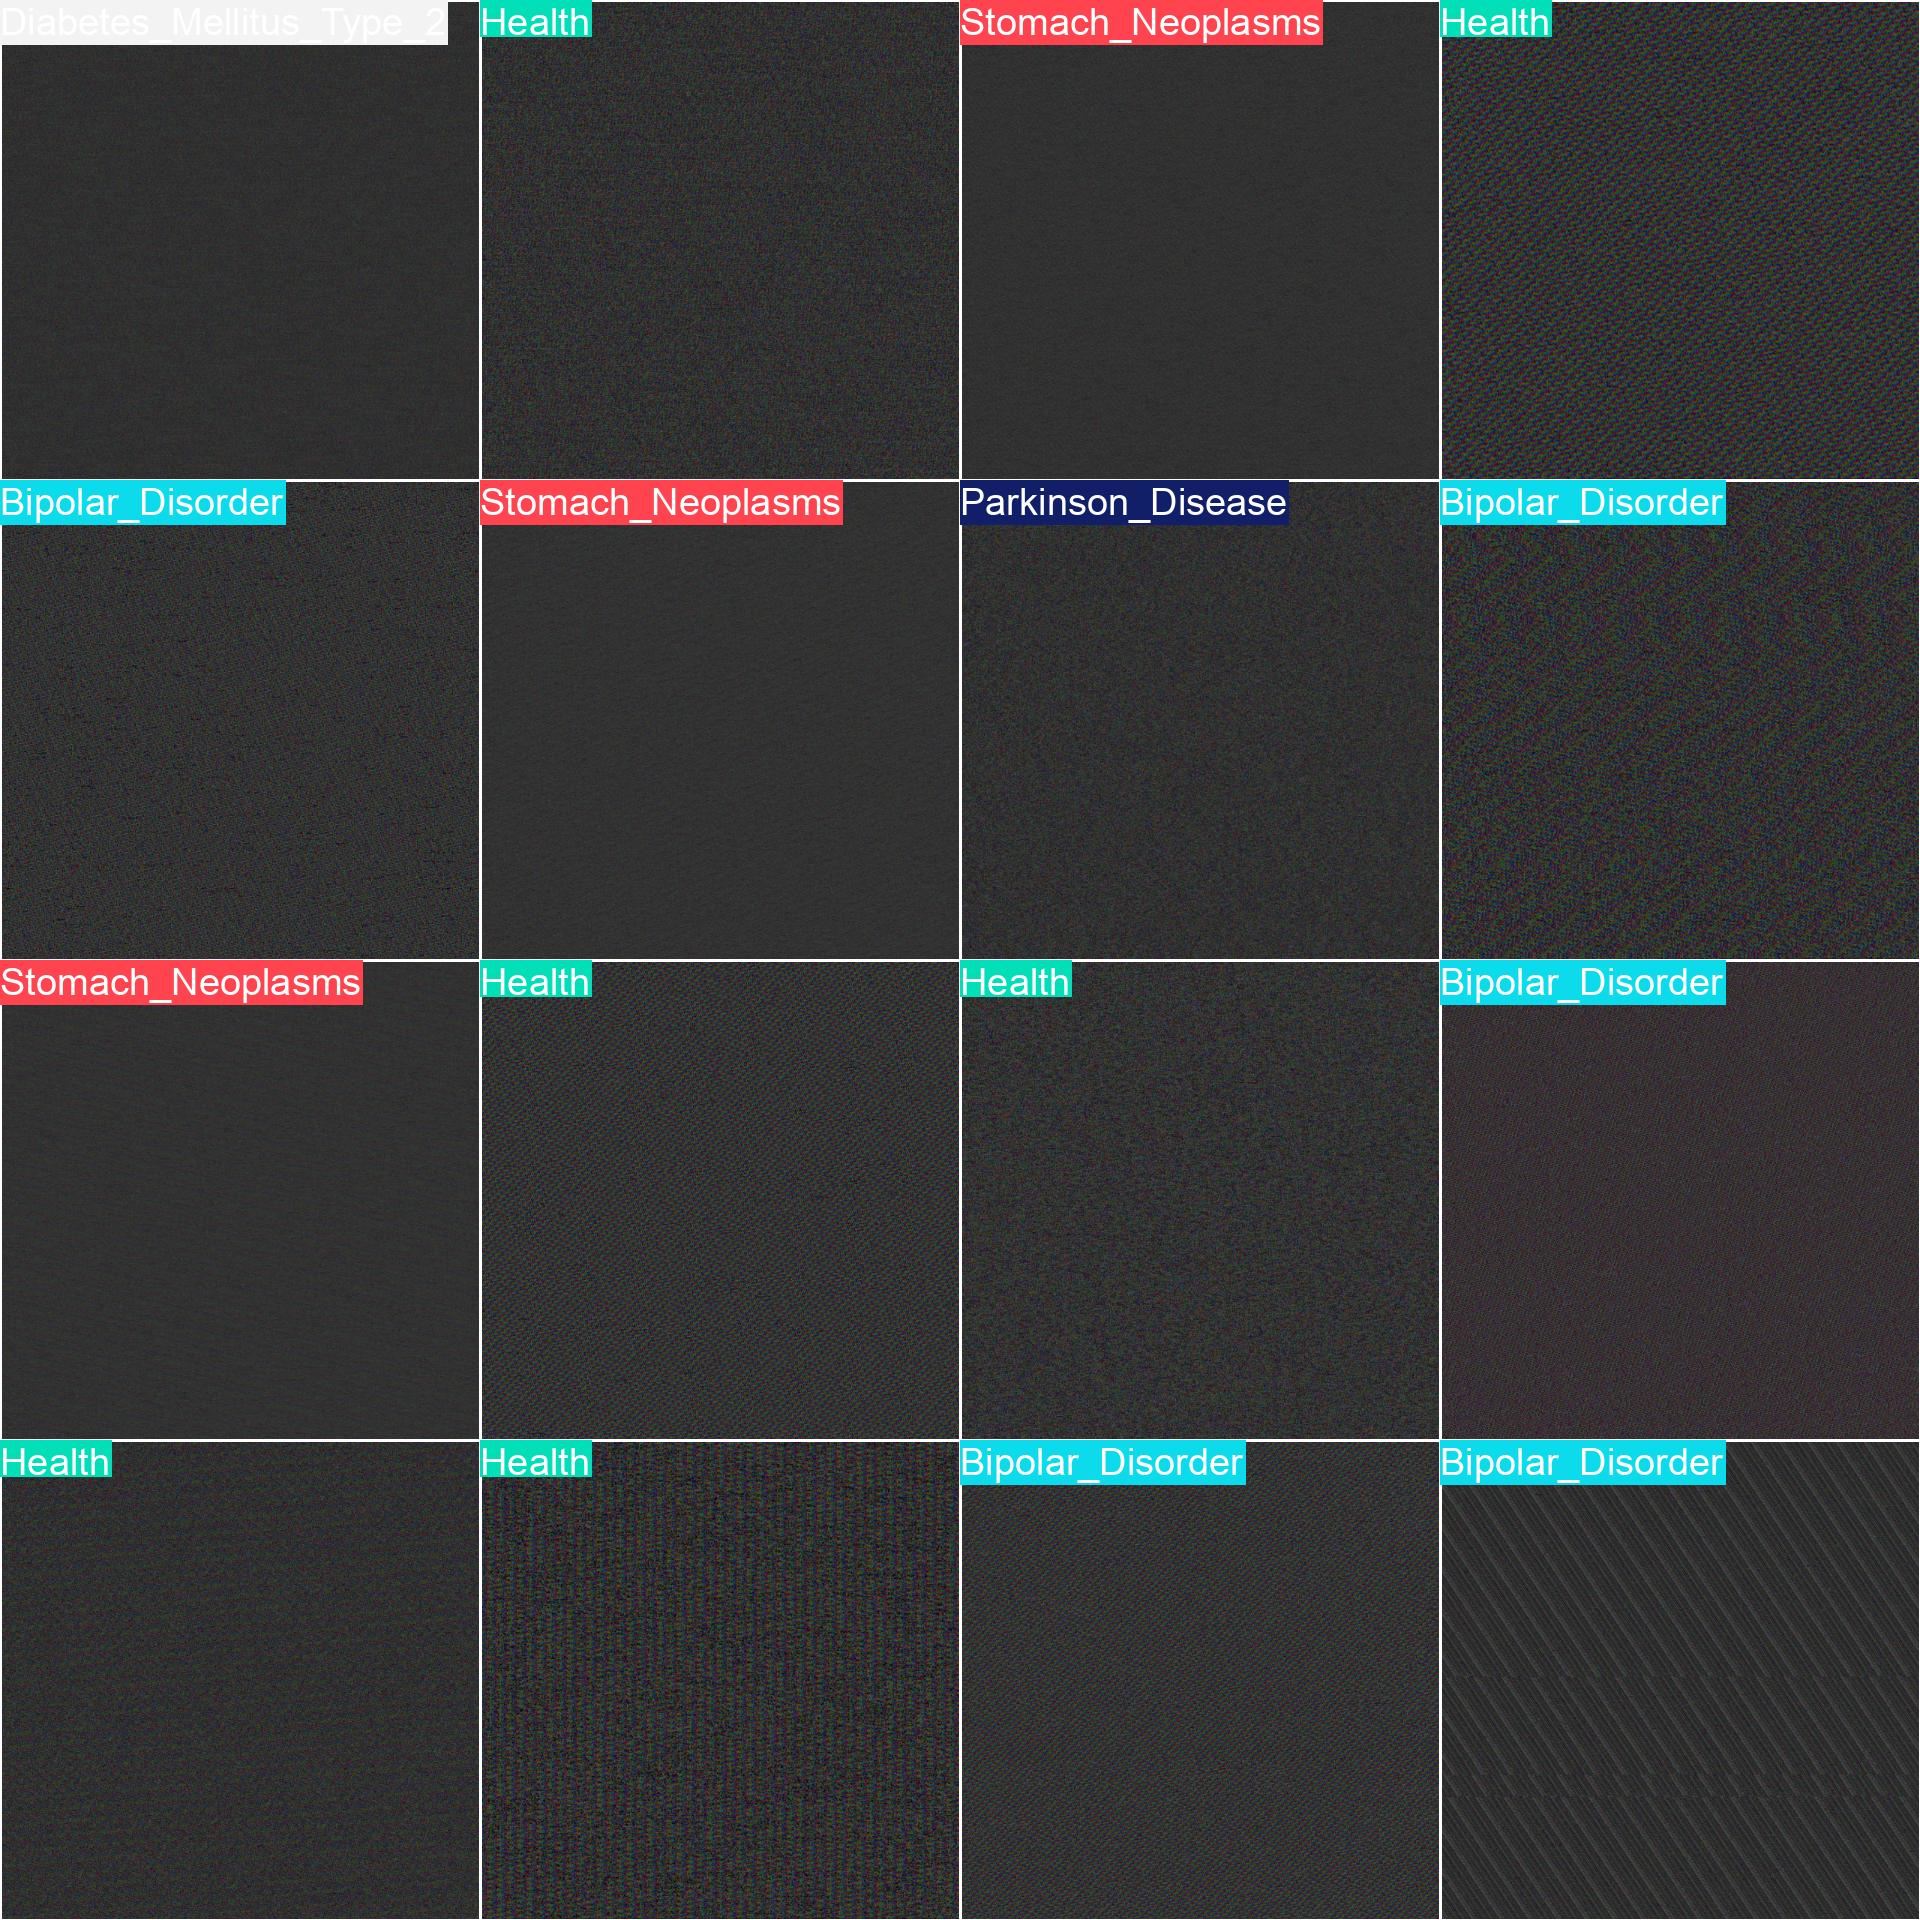 Diabetes_Mellitus_Type_2
Health
Stomach_Neoplasms
Health
Bipolar_Disorder
Stomach_Neoplasms
Parkinson_Disease
Bipolar_Disorder
Stomach_Neoplasms
Health
Health
Bipolar_Disorder
Health
Health
Bipolar_Disorder
Bipolar_Disorder